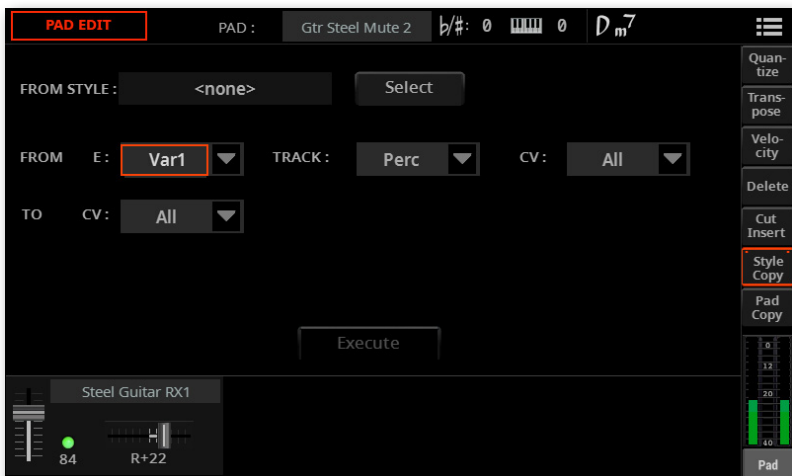 PAD EDIT
PAD :
Gtr Steel Mute 2
♭/#: 0
0
D m7
FROM STYLE :
<none>
Select
FROM E :
Var1
TRACK :
Perc
CV :
All
TO CV :
All
Execute
Quan-
tize
Trans-
pose
Velo-
city
Delete
Cut
Insert
Style
Copy
Pad
Copy
0
12
20
40
Pad
Steel Guitar RX1
84
R+22